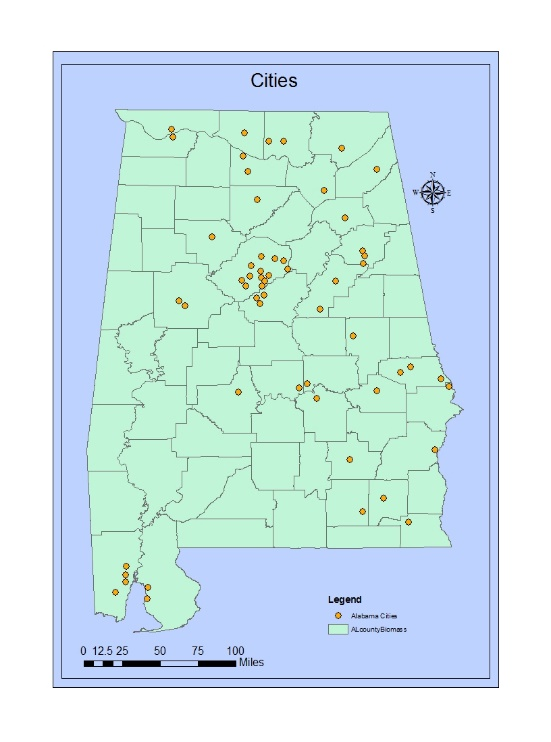 Cities
N
W E
S
Legend
Alabama Cities
ALcountyBiomass
0 12.5 25 50 75 100
Miles